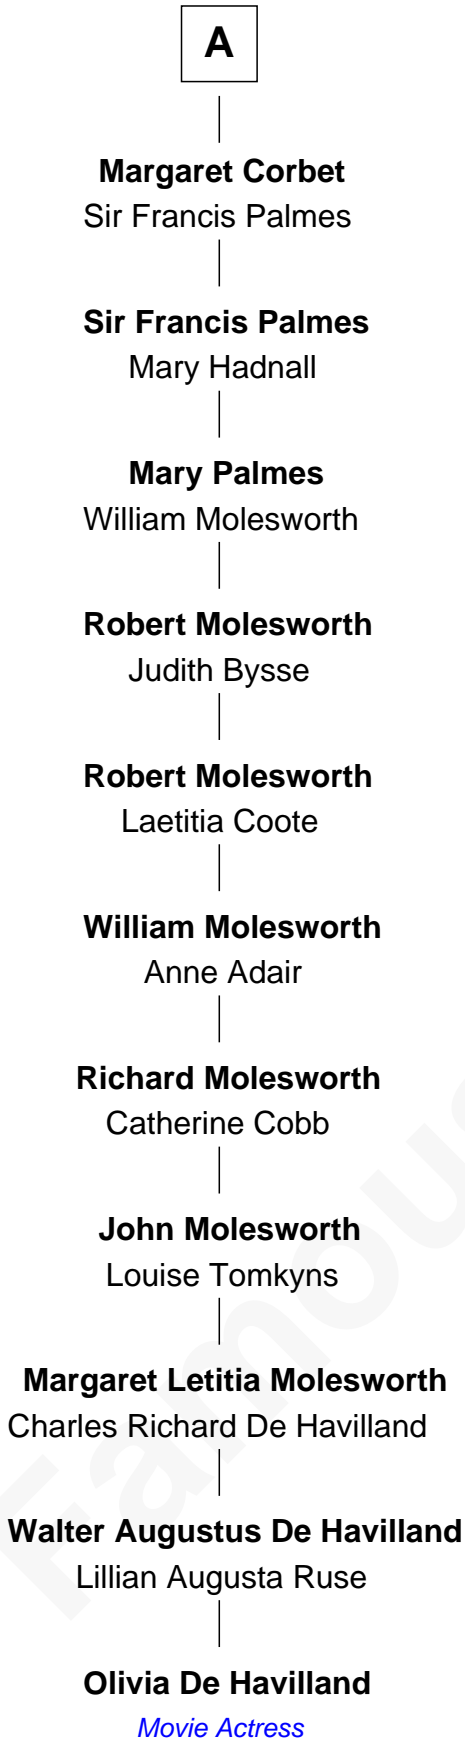 A
Margaret Corbet
Sir Francis Palmes
Sir Francis Palmes
Mary Hadnall
Mary Palmes
William Molesworth
Robert Molesworth
Judith Bysse
Robert Molesworth
Laetitia Coote
William Molesworth
Anne Adair
Richard Molesworth
Catherine Cobb
John Molesworth
Louise Tomkyns
Margaret Letitia Molesworth
Charles Richard De Havilland
Walter Augustus De Havilland
Lillian Augusta Ruse
Olivia De Havilland
Movie Actress
Famous